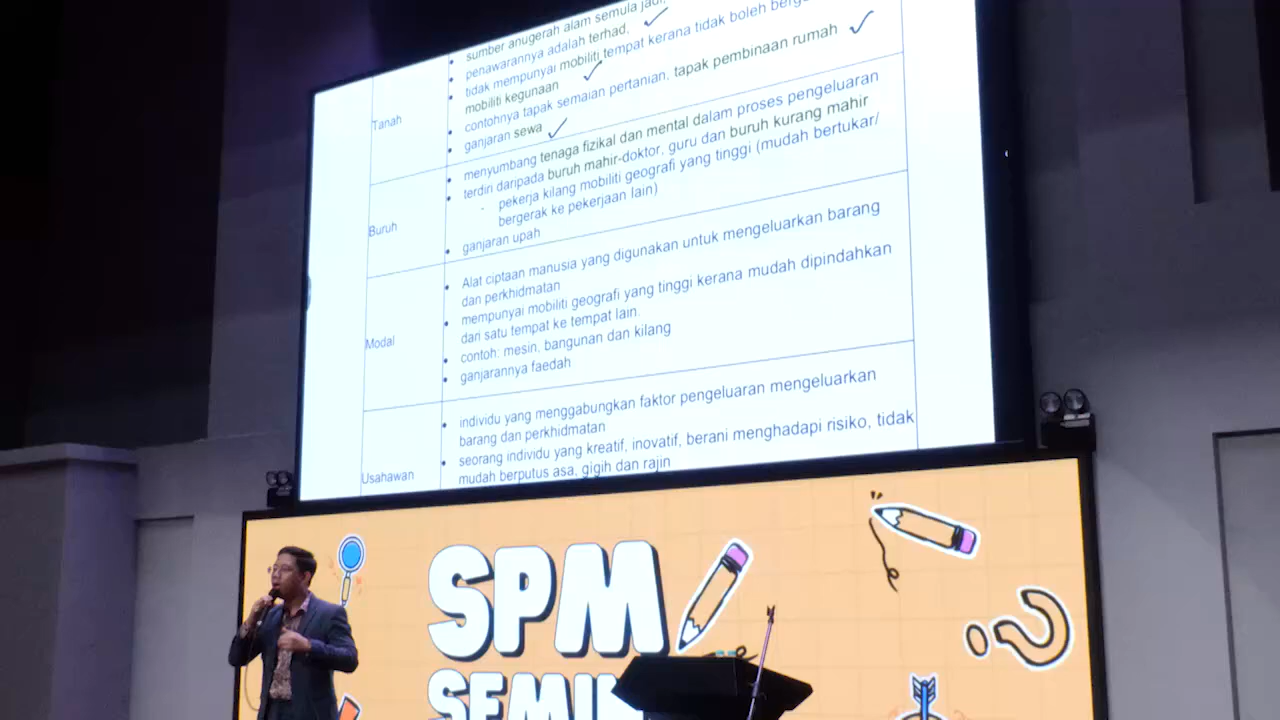 sumber anugerah alam semula jadi,
penawarannya adalah terhad.
tidak mempunyai mobiliti tempat kerana tidak boleh
mobiliti kegunaan
contohnya tapak semaian pertanian, tapak pembinaan rumah
ganjaran sewa
Tanah
menyumbang tenaga fizikal dan mental dalam proses pengeluaran
terdiri daripada buruh mahir-doktor, guru dan buruh kurang mahir
- pekerja kilang mobiliti geografi yang tinggi (mudah bertukar/
bergerak ke pekerjaan lain)
ganjaran upah
Buruh
Alat ciptaan manusia yang digunakan untuk mengeluarkan barang
dan perkhidmatan
mempunyai mobiliti geografi yang tinggi kerana mudah dipindahkan
dari satu tempat ke tempat lain.
contoh: mesin, bangunan dan kilang
ganjarannya faedah
Modal
individu yang menggabungkan faktor pengeluaran mengeluarkan
barang dan perkhidmatan
seorang individu yang kreatif, inovatif, berani menghadapi risiko, tidak
mudah berputus asa, gigih dan rajin
Usahawan
SPM